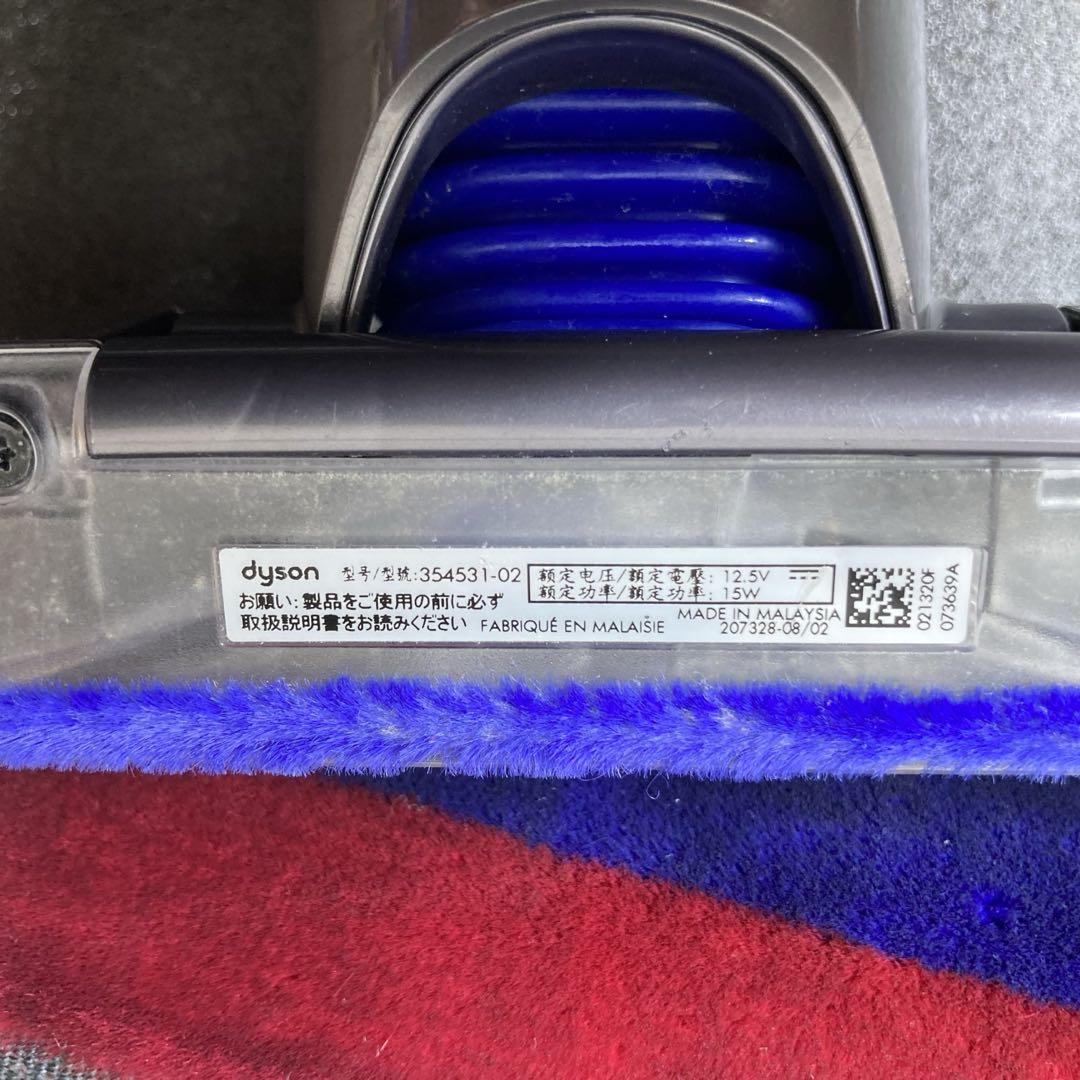 dyson 型号/型號:354531-02
额定电压/額定電壓: 12.5V
额定功率/額定功率: 15W
お願い:製品をご使用の前に必ず
取扱説明書をお読みください FABRIQUÉ EN MALAISIE
MADE IN MALAYSIA
207328-08/02
021320F
073639A